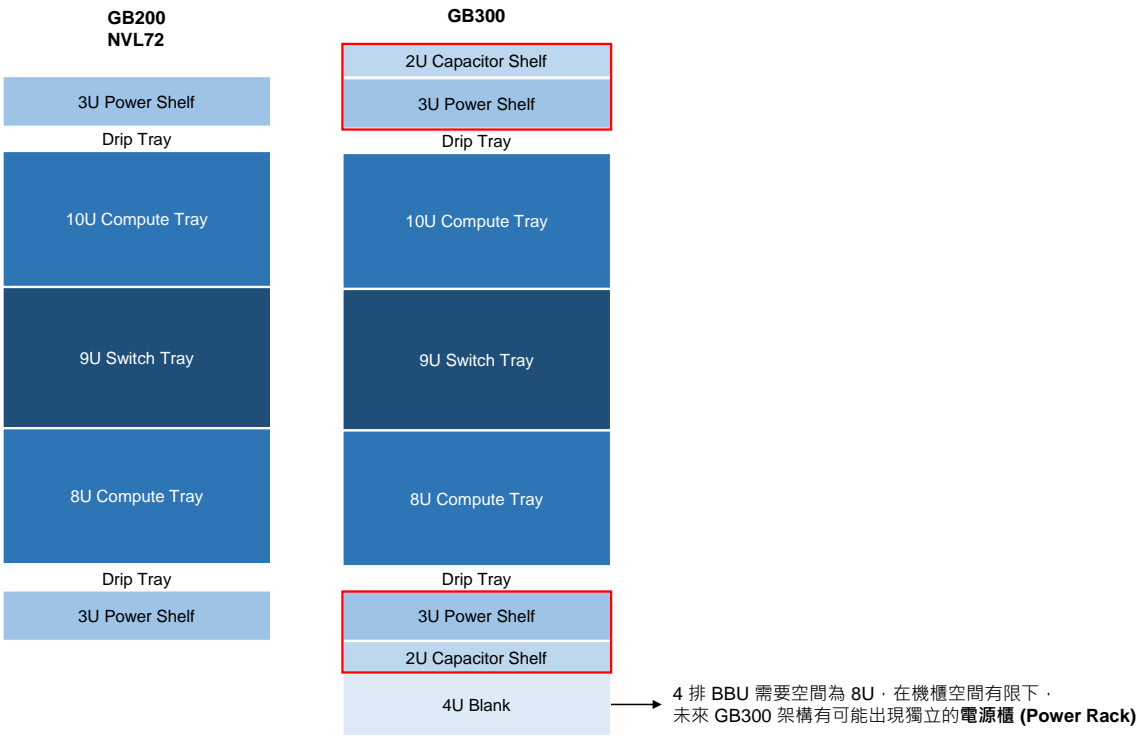 GB200
NVL72
3U Power Shelf
Drip Tray
10U Compute Tray
9U Switch Tray
8U Compute Tray
Drip Tray
3U Power Shelf
GB300
2U Capacitor Shelf
3U Power Shelf
Drip Tray
10U Compute Tray
9U Switch Tray
8U Compute Tray
Drip Tray
3U Power Shelf
2U Capacitor Shelf
4U Blank
4 排 BBU 需要空間為 8U，在機櫃空間有限下，
未來 GB300 架構有可能出現獨立的電源櫃 (Power Rack)